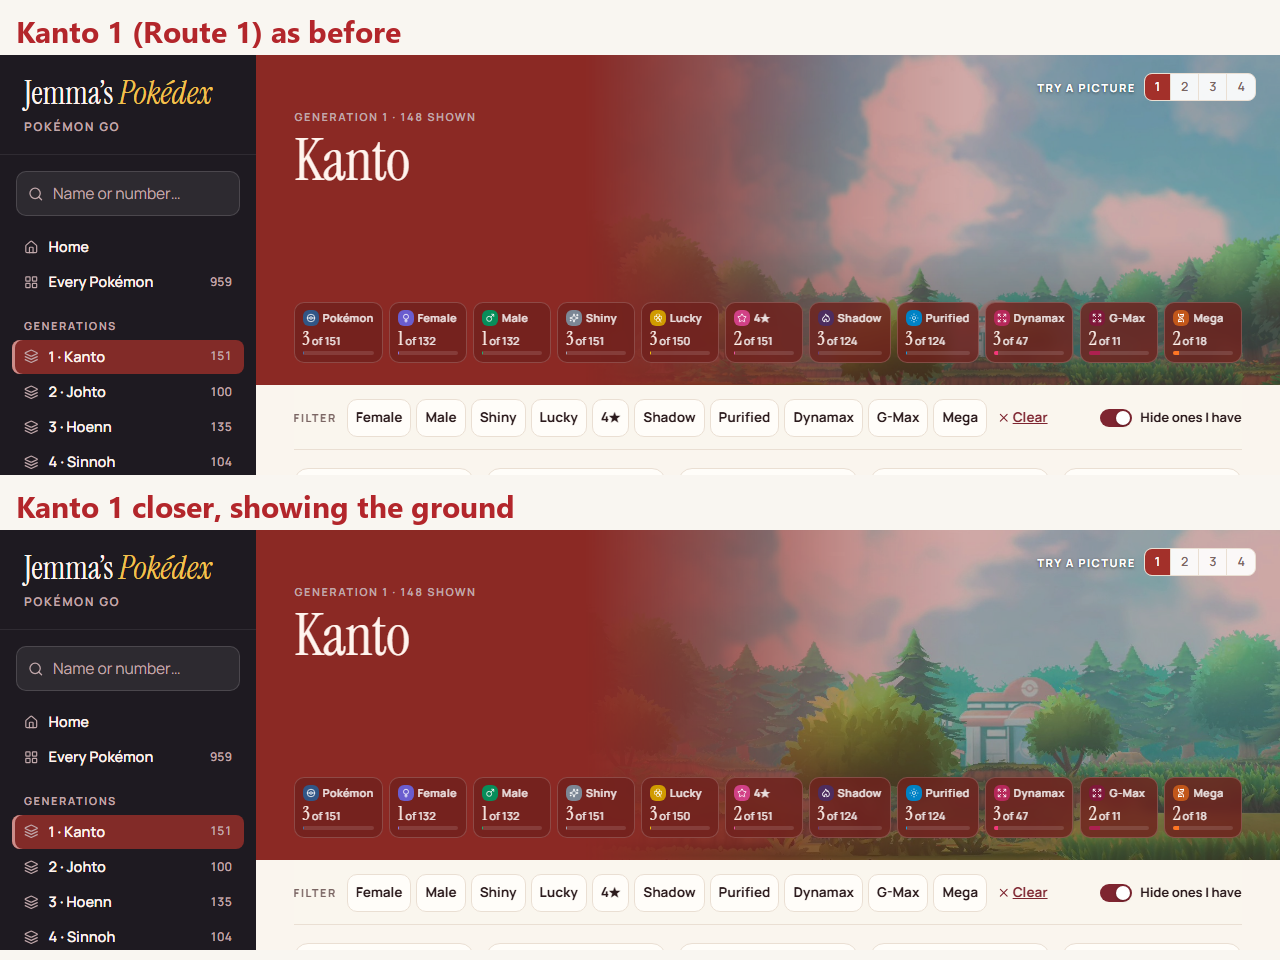 Kanto 1 (Route 1) as before
Jemma's Pokédex
POKÉMON GO
Name or number...
Home
Every Pokémon 959
GENERATIONS
1 · Kanto 151
2 · Johto 100
3 · Hoenn 135
4 · Sinnoh 104
TRY A PICTURE 1 2 3 4
GENERATION 1 · 148 SHOWN
Kanto
Pokémon Female Male Shiny Lucky 4★ Shadow Purified Dynamax G-Max Mega
3 of 151 1 of 132 1 of 132 3 of 151 3 of 150 2 of 151 3 of 124 3 of 124 3 of 47 2 of 11 2 of 18
FILTER Female Male Shiny Lucky 4★ Shadow Purified Dynamax G-Max Mega × Clear Hide ones I have
Kanto 1 closer, showing the ground
Jemma's Pokédex
POKÉMON GO
Name or number...
Home
Every Pokémon 959
GENERATIONS
1 · Kanto 151
2 · Johto 100
3 · Hoenn 135
4 · Sinnoh 104
TRY A PICTURE 1 2 3 4
GENERATION 1 · 148 SHOWN
Kanto
Pokémon Female Male Shiny Lucky 4★ Shadow Purified Dynamax G-Max Mega
3 of 151 1 of 132 1 of 132 3 of 151 3 of 150 2 of 151 3 of 124 3 of 124 3 of 47 2 of 11 2 of 18
FILTER Female Male Shiny Lucky 4★ Shadow Purified Dynamax G-Max Mega × Clear Hide ones I have